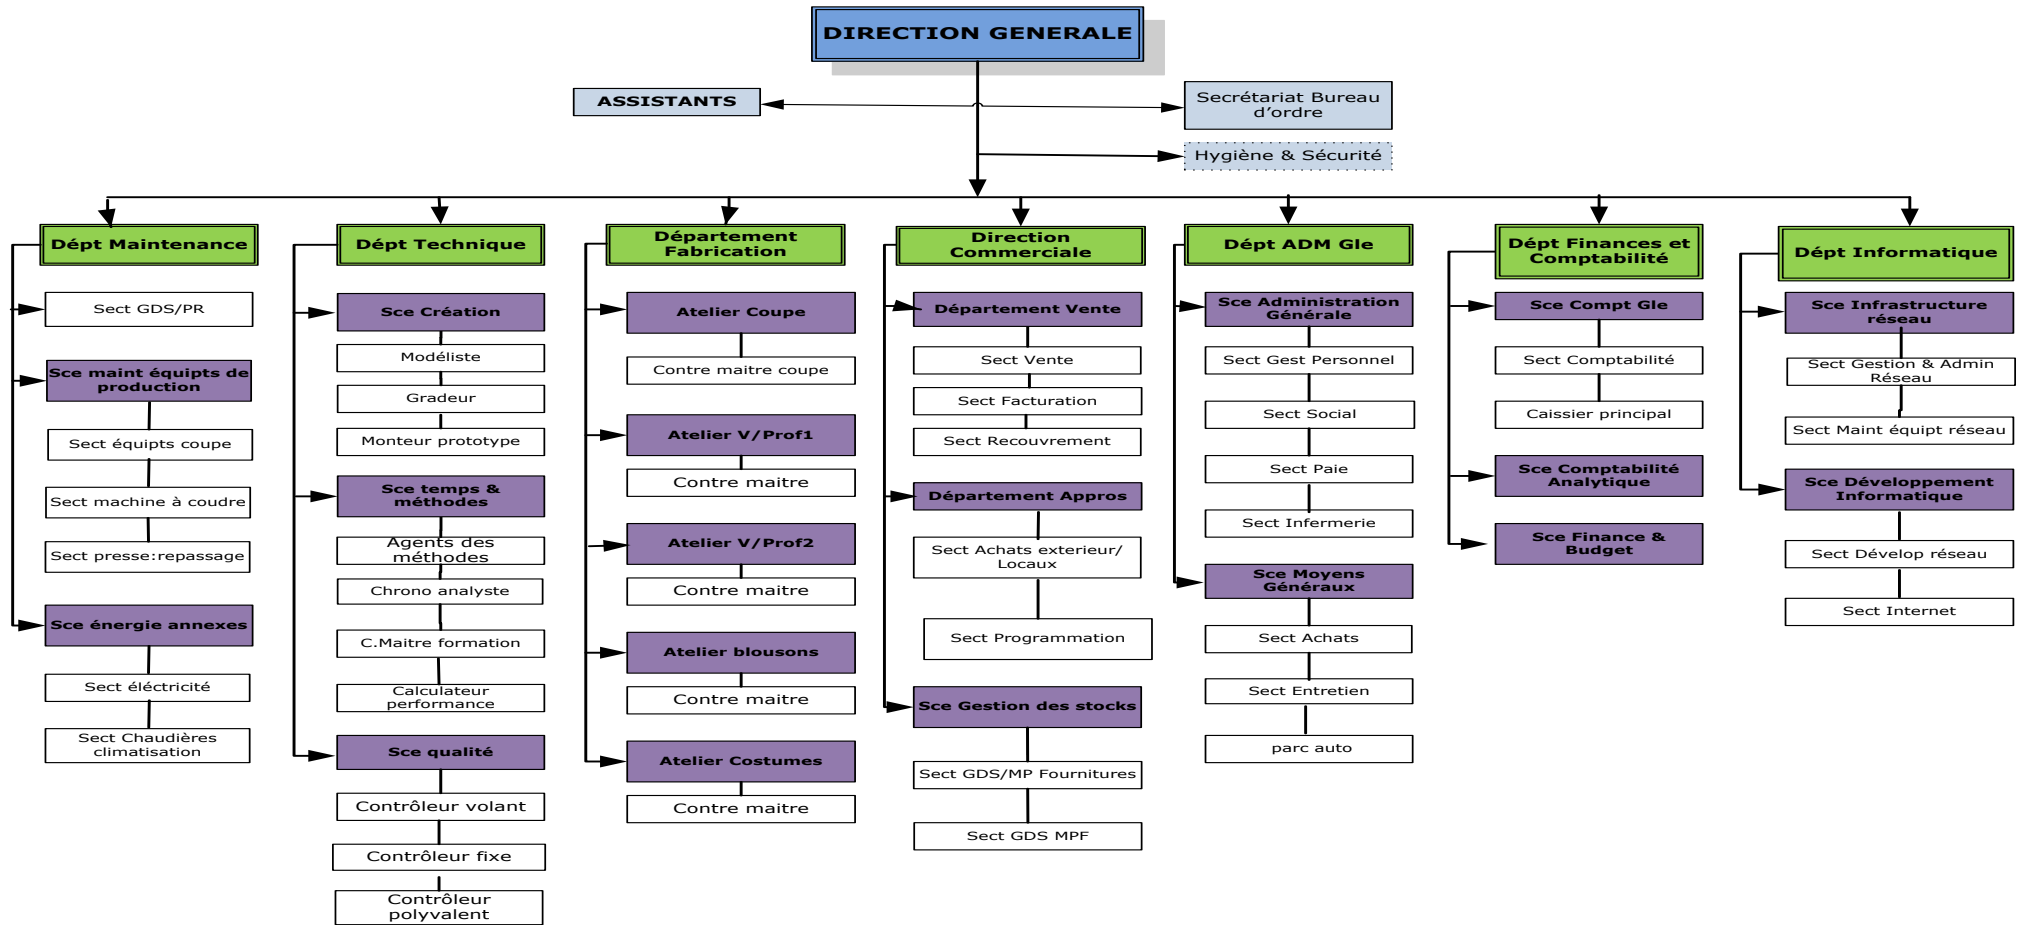 DIRECTION GENERALE
ASSISTANTS
Secrétariat Bureau
d’ordre
Hygiène & Sécurité
Dépt Maintenance
Sect GDS/PR
Sce maint équipts de
production
Sect équipts coupe
Sect machine à coudre
Sect presse:repassage
Sce énergie annexes
Sect éléctricité
Sect Chaudières
climatisation
Dépt Technique
Sce Création
Modéliste
Gradeur
Monteur prototype
Sce temps &
méthodes
Agents des
méthodes
Chrono analyste
C.Maitre formation
Calculateur
performance
Sce qualité
Contrôleur volant
Contrôleur fixe
Contrôleur
polyvalent
Département
Fabrication
Atelier Coupe
Contre maitre coupe
Atelier V/Prof1
Contre maitre
Atelier V/Prof2
Contre maitre
Atelier blousons
Contre maitre
Atelier Costumes
Contre maitre
Direction
Commerciale
Département Vente
Sect Vente
Sect Facturation
Sect Recouvrement
Département Appros
Sect Achats exterieur/
Locaux
Sect Programmation
Sce Gestion des stocks
Sect GDS/MP Fournitures
Sect GDS MPF
Dépt ADM Gle
Sce Administration
Générale
Sect Gest Personnel
Sect Social
Sect Paie
Sect Infermerie
Sce Moyens
Généraux
Sect Achats
Sect Entretien
parc auto
Dépt Finances et
Comptabilité
Sce Compt Gle
Sect Comptabilité
Caissier principal
Sce Comptabilité
Analytique
Sce Finance &
Budget
Dépt Informatique
Sce Infrastructure
réseau
Sect Gestion & Admin
Réseau
Sect Maint équipt réseau
Sce Développement
Informatique
Sect Dévelop réseau
Sect Internet